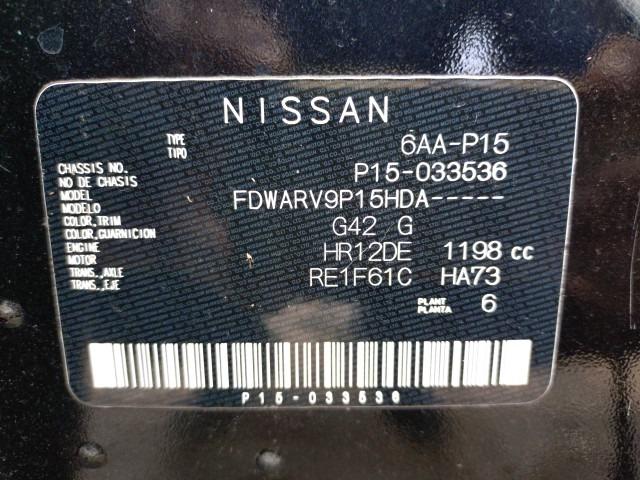 NISSAN
TYPE
TIPO 6AA-P15
CHASSIS NO.
NO DE CHASIS P15-033536
MODEL
MODELO FDWARV9P15HDA-----
COLOR,TRIM
COLOR,GUARNICION G42 G
ENGINE
MOTOR HR12DE 1198 cc
TRANS.,AXLE
TRANS.,EJE RE1F61C HA73
PLANT
PLANTA 6
P15-033536